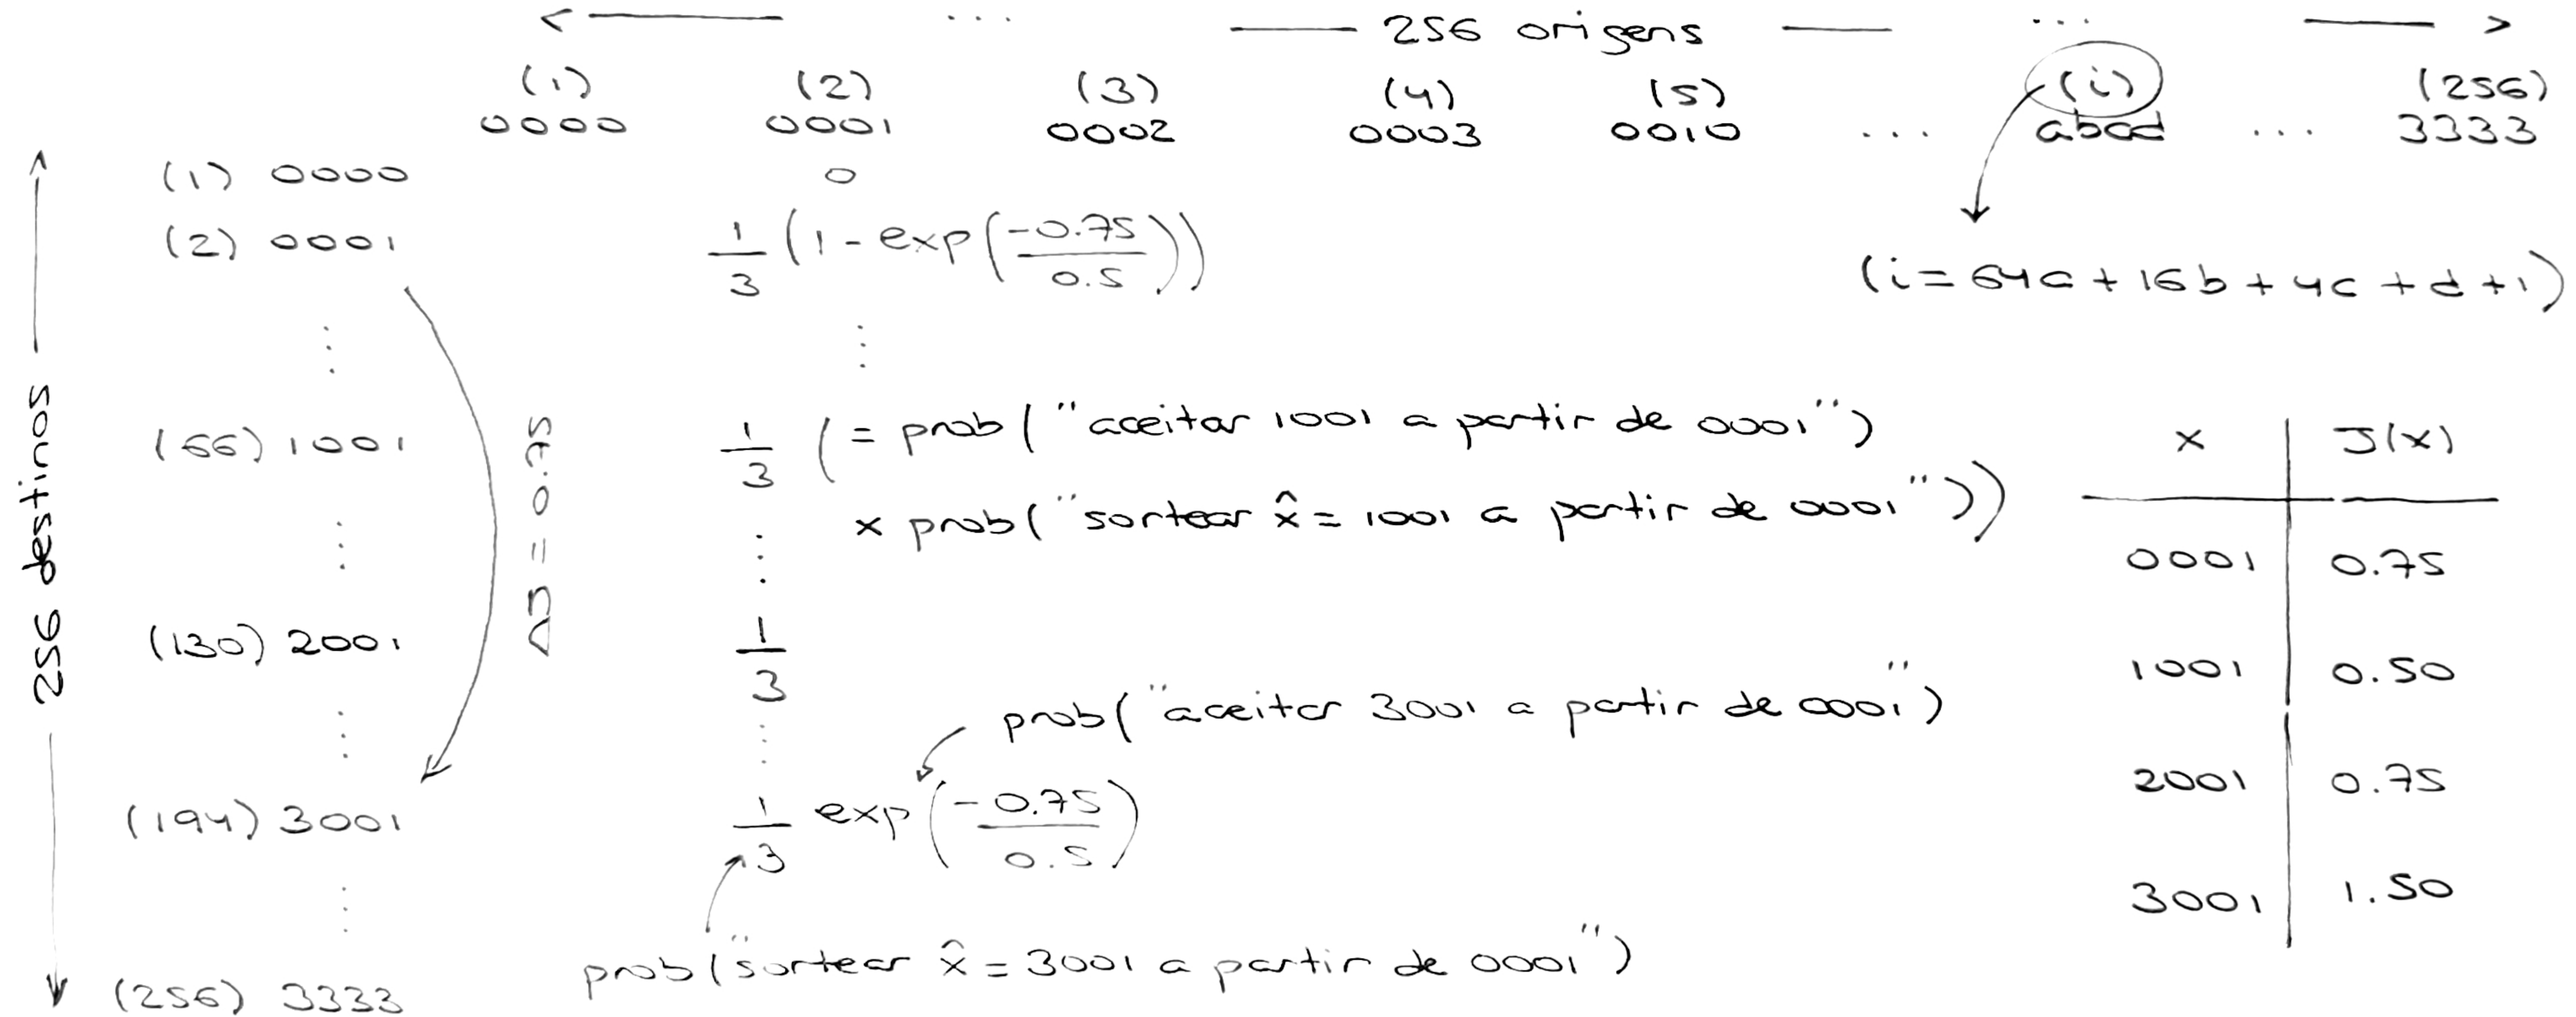 ← —— ... —— 256 origens —— ... —— >
(1) (2) (3) (4) (5) (i) (256)
0000 0001 0002 0003 0010 ... abcd ... 3333
(1) 0000 0
(2) 0001 1/3 (1 - exp(-0.75/0.5))
(i = 64a + 16b + 4c + d + 1)
⋮ ⋮
256 destinos
ΔJ = 0.75
(66) 1001 1/3 (= prob("aceitar 1001 a partir de 0001")
x prob("sortear x̂ = 1001 a partir de 0001"))
⋮ ⋮
(130) 2001 1/3
⋮ ⋮
prob("aceitar 3001 a partir de 0001")
(194) 3001 1/3 exp(-0.75/0.5)
⋮
prob("sortear x̂ = 3001 a partir de 0001")
(256) 3333
x J(x)
0001 0.75
1001 0.50
2001 0.75
3001 1.50